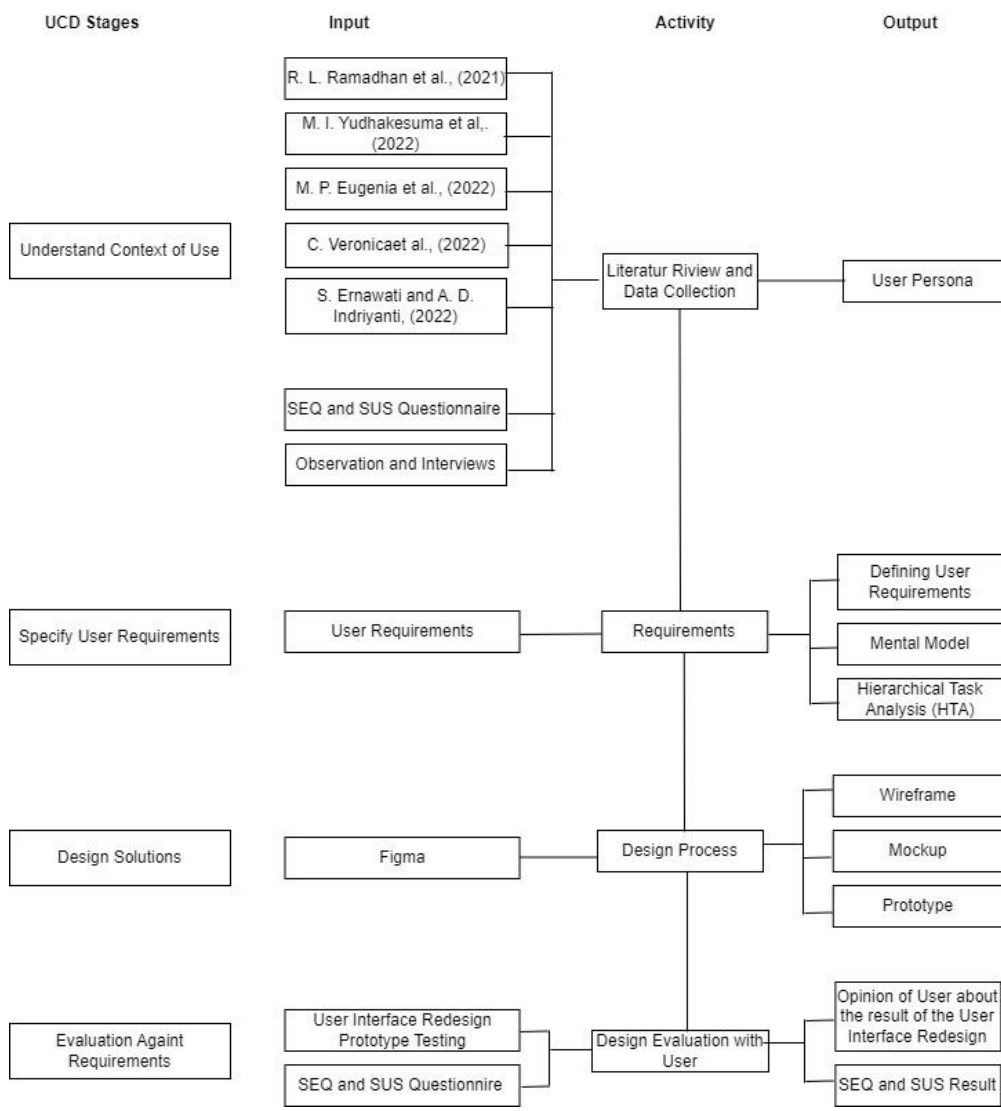 UCD Stages
Input
Activity
Output
R. L. Ramadhan et al., (2021)
M. I. Yudhakesuma et al,.
(2022)
M. P. Eugenia et al., (2022)
Understand Context of Use
C. Veronicaet al., (2022)
S. Ernawati and A. D.
Indriyanti, (2022)
SEQ and SUS Questionnaire
Observation and Interviews
Literatur Riview and
Data Collection
User Persona
Specify User Requirements
User Requirements
Requirements
Defining User
Requirements
Mental Model
Hierarchical Task
Analysis (HTA)
Design Solutions
Figma
Design Process
Wireframe
Mockup
Prototype
Evaluation Againt
Requirements
User Interface Redesign
Prototype Testing
SEQ and SUS Questionnire
Design Evaluation with
User
Opinion of User about
the result of the User
Interface Redesign
SEQ and SUS Result